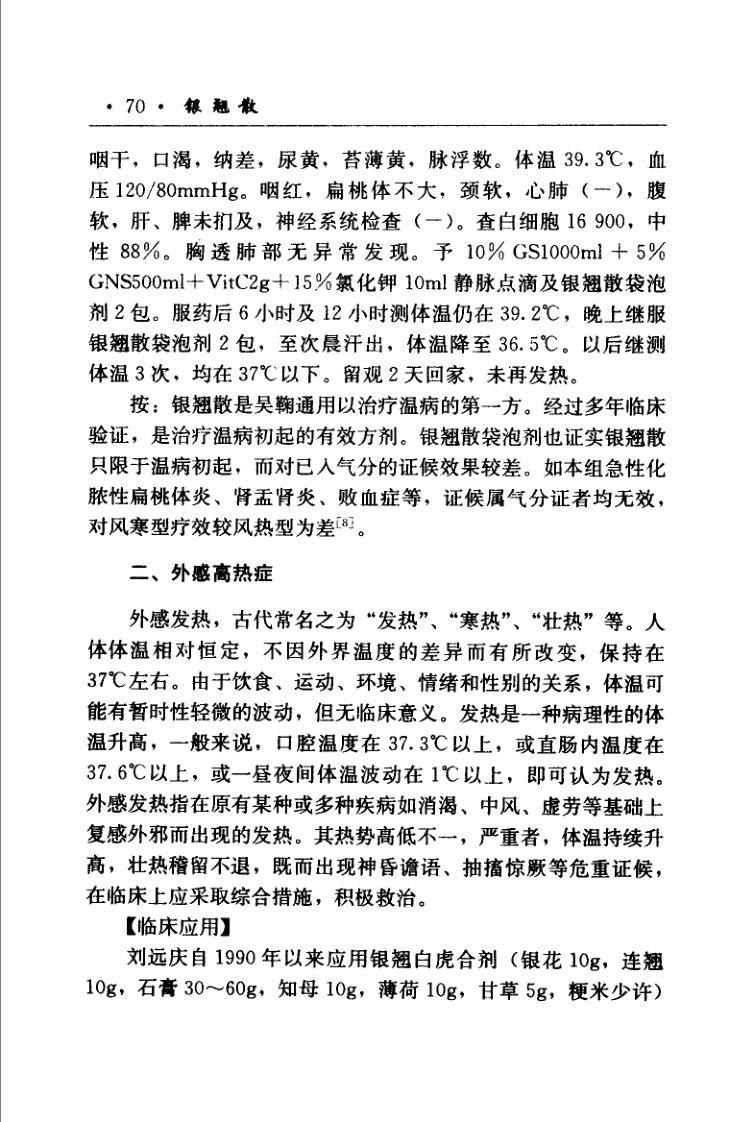 · 70 · 银翘散
咽干，口渴，纳差，尿黄，苔薄黄，脉浮数。体温 39.3℃，血
压 120/80mmHg。咽红，扁桃体不大，颈软，心肺（一），腹
软，肝、脾未扪及，神经系统检查（一）。查白细胞 16 900，中
性 88%。胸透肺部无异常发现。予 10% GS1000ml ＋ 5%
GNS500ml＋VitC2g＋15%氯化钾 10ml 静脉点滴及银翘散袋泡
剂 2 包。服药后 6 小时及 12 小时测体温仍在 39.2℃，晚上继服
银翘散袋泡剂 2 包，至次晨汗出，体温降至 36.5℃。以后继测
体温 3 次，均在 37℃以下。留观 2 天回家，未再发热。
按：银翘散是吴鞠通用以治疗温病的第一方。经过多年临床
验证，是治疗温病初起的有效方剂。银翘散袋泡剂也证实银翘散
只限于温病初起，而对已入气分的证候效果较差。如本组急性化
脓性扁桃体炎、肾盂肾炎、败血症等，证候属气分证者均无效，
对风寒型疗效较风热型为差[8]。
二、外感高热症
外感发热，古代常名之为“发热”、“寒热”、“壮热”等。人
体体温相对恒定，不因外界温度的差异而有所改变，保持在
37℃左右。由于饮食、运动、环境、情绪和性别的关系，体温可
能有暂时性轻微的波动，但无临床意义。发热是一种病理性的体
温升高，一般来说，口腔温度在 37.3℃以上，或直肠内温度在
37.6℃以上，或一昼夜间体温波动在 1℃以上，即可认为发热。
外感发热指在原有某种或多种疾病如消渴、中风、虚劳等基础上
复感外邪而出现的发热。其热势高低不一，严重者，体温持续升
高，壮热稽留不退，既而出现神昏谵语、抽搐惊厥等危重证候，
在临床上应采取综合措施，积极救治。
【临床应用】
刘远庆自 1990 年以来应用银翘白虎合剂（银花 10g，连翘
10g，石膏 30～60g，知母 10g，薄荷 10g，甘草 5g，粳米少许）